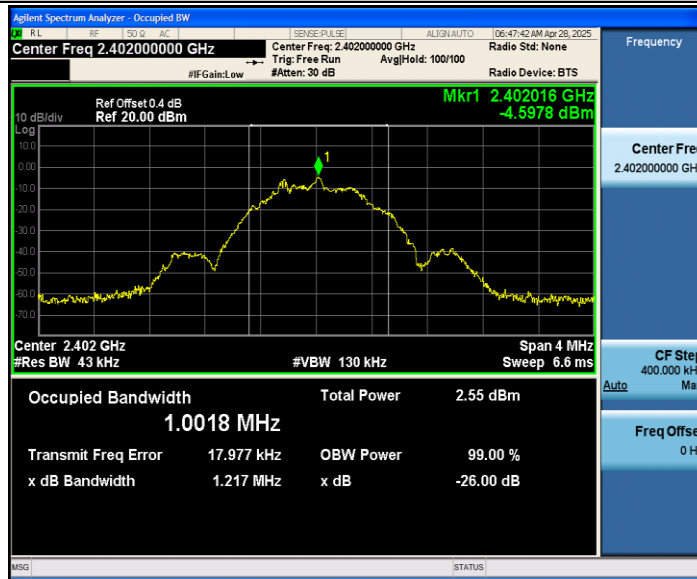 Agilent Spectrum Analyzer - Occupied BW
RL RF 50 Ω AC SENSE:PULSE ALIGN AUTO 06:47:42 AM Apr 28, 2025
Center Freq 2.402000000 GHz Center Freq: 2.402000000 GHz Radio Std: None
Trig: Free Run Avg|Hold: 100/100
#IFGain:Low #Atten: 30 dB Radio Device: BTS
Frequency
Ref Offset 0.4 dB Mkr1 2.402016 GHz
10 dB/div Ref 20.00 dBm -4.5978 dBm
Log
10.0
0.00
-10.0
-20.0
-30.0
-40.0
-50.0
-60.0
-70.0
1
Center Fre
2.402000000 GH
Center 2.402 GHz Span 4 MHz
#Res BW 43 kHz #VBW 130 kHz Sweep 6.6 ms
CF Step
400.000 kH
Auto Ma
Occupied Bandwidth Total Power 2.55 dBm
1.0018 MHz
Transmit Freq Error 17.977 kHz OBW Power 99.00 %
x dB Bandwidth 1.217 MHz x dB -26.00 dB
Freq Offse
0 H
MSG STATUS